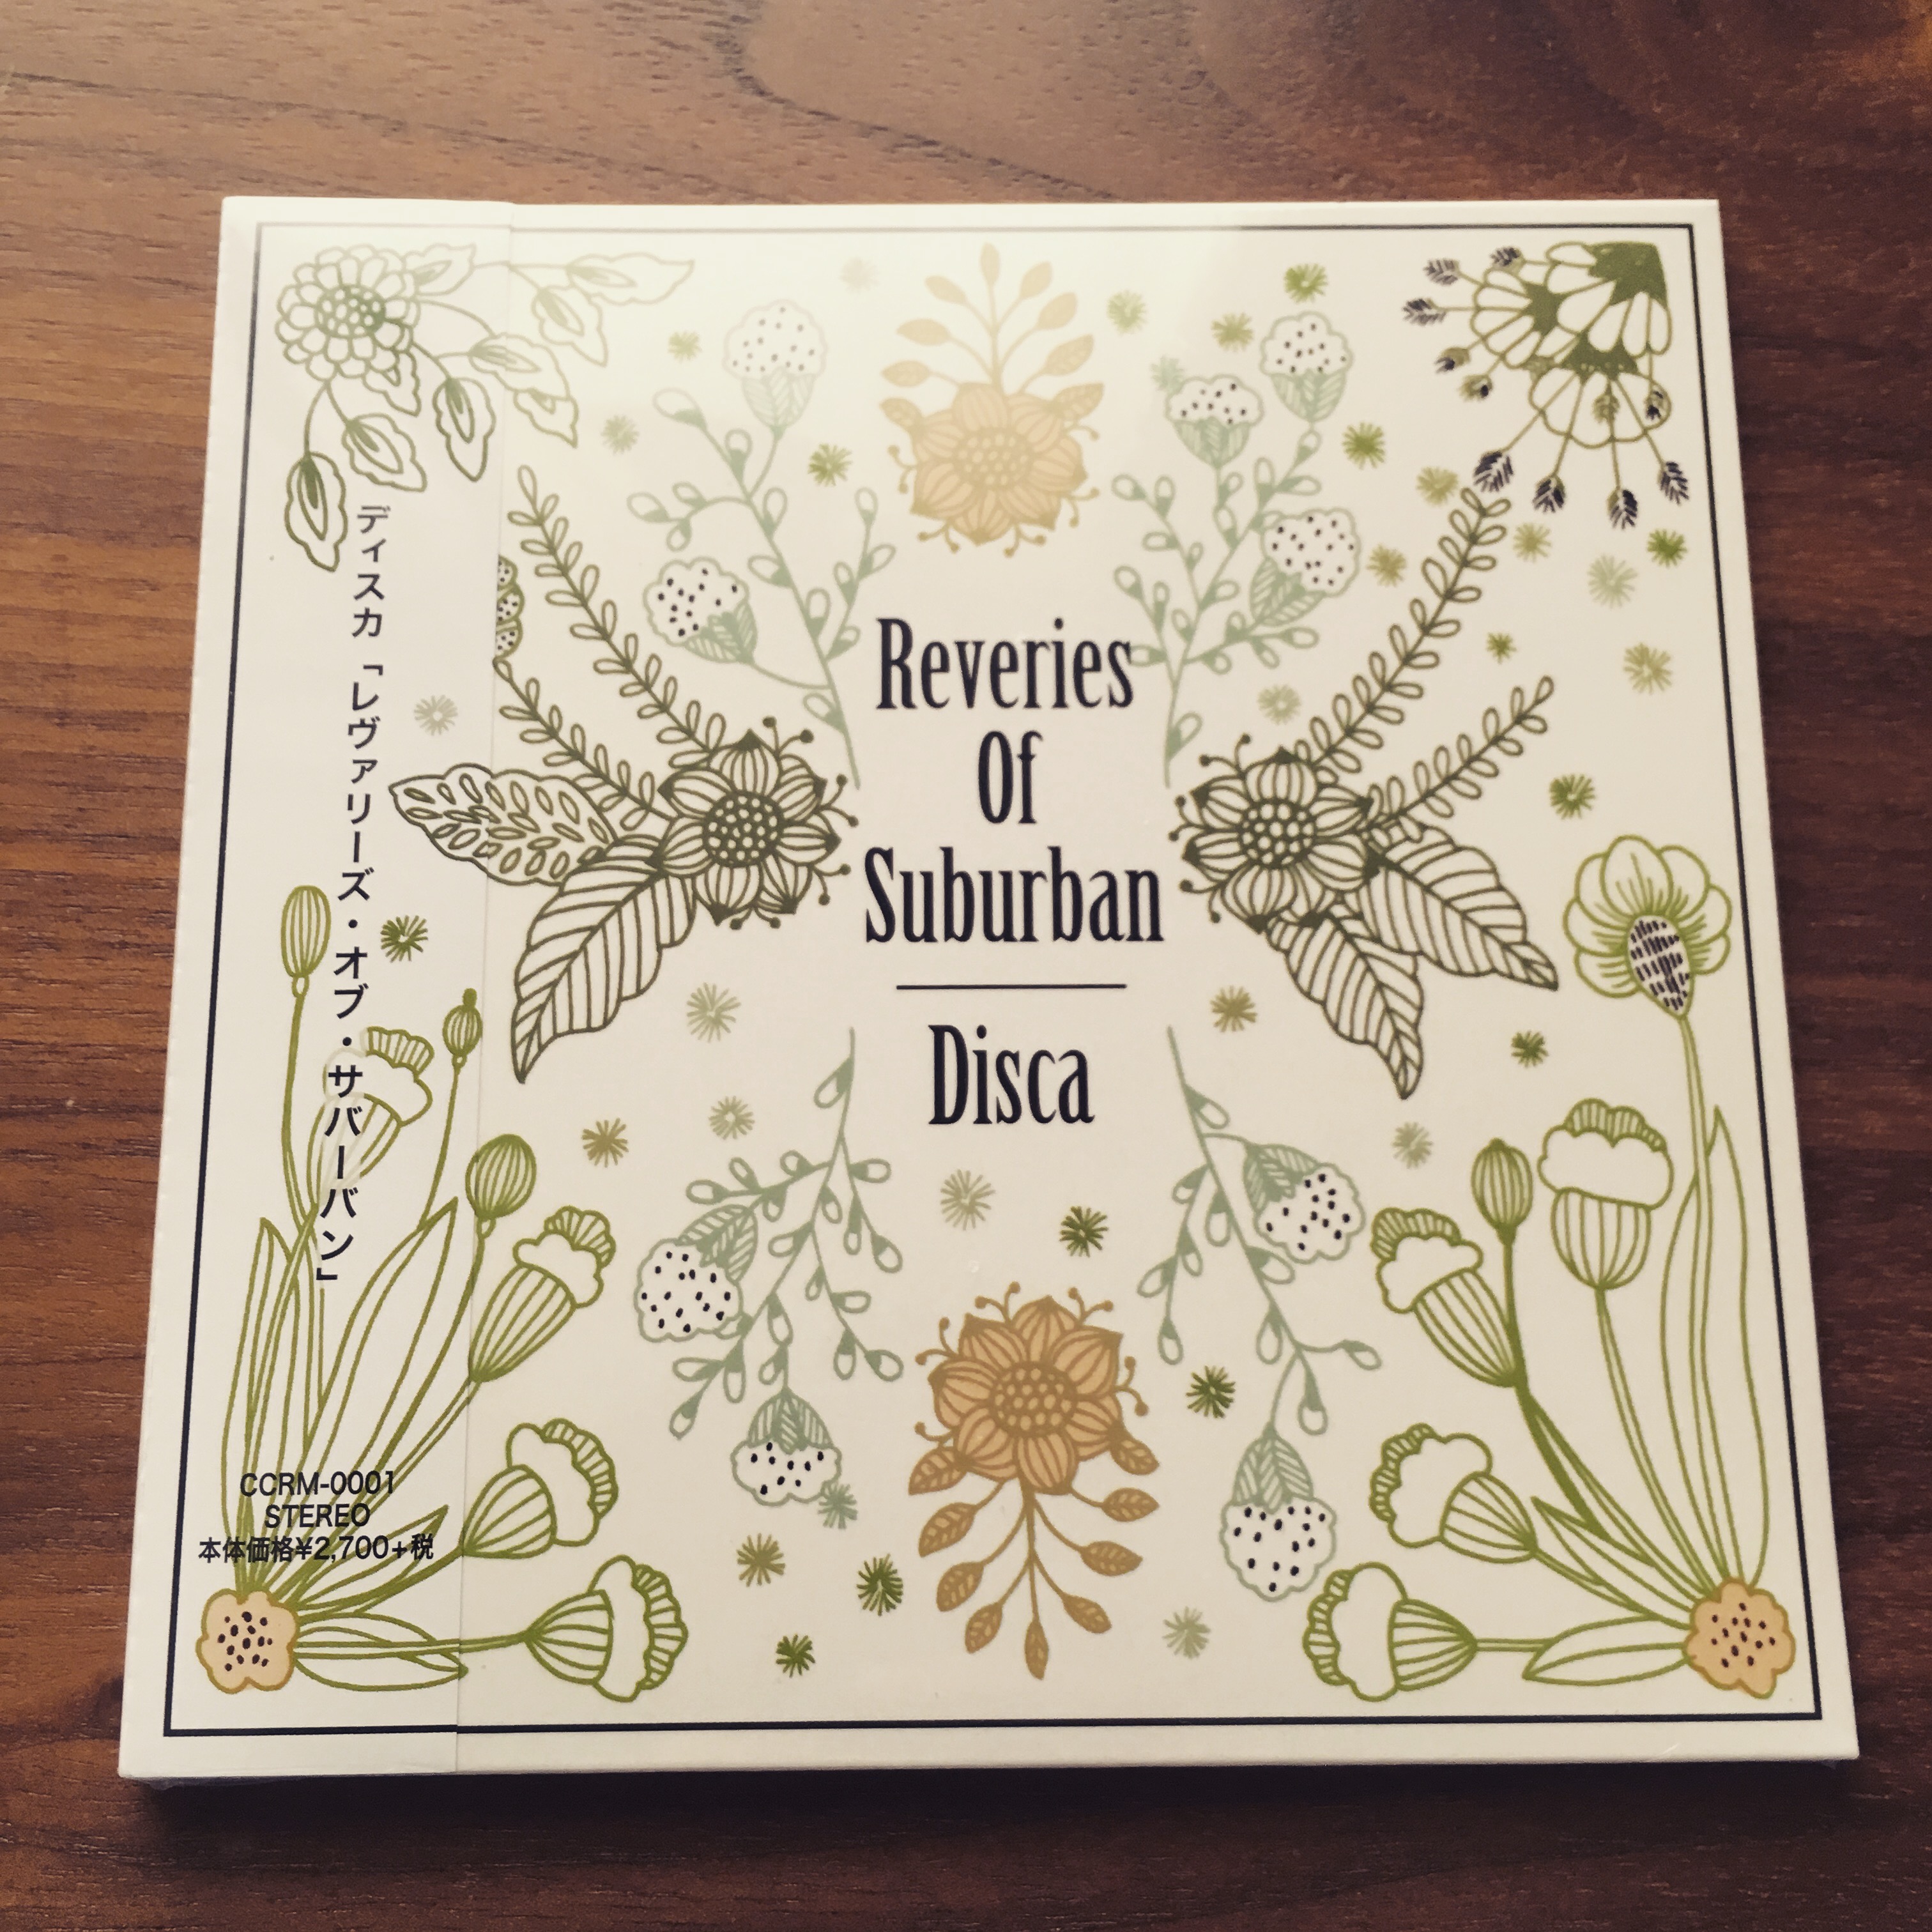 ディスカ「レヴァリーズ・オブ・サバーバン」
Reveries
Of
Suburban
Disca
CCRM-0001
STEREO
本体価格¥2,700+税